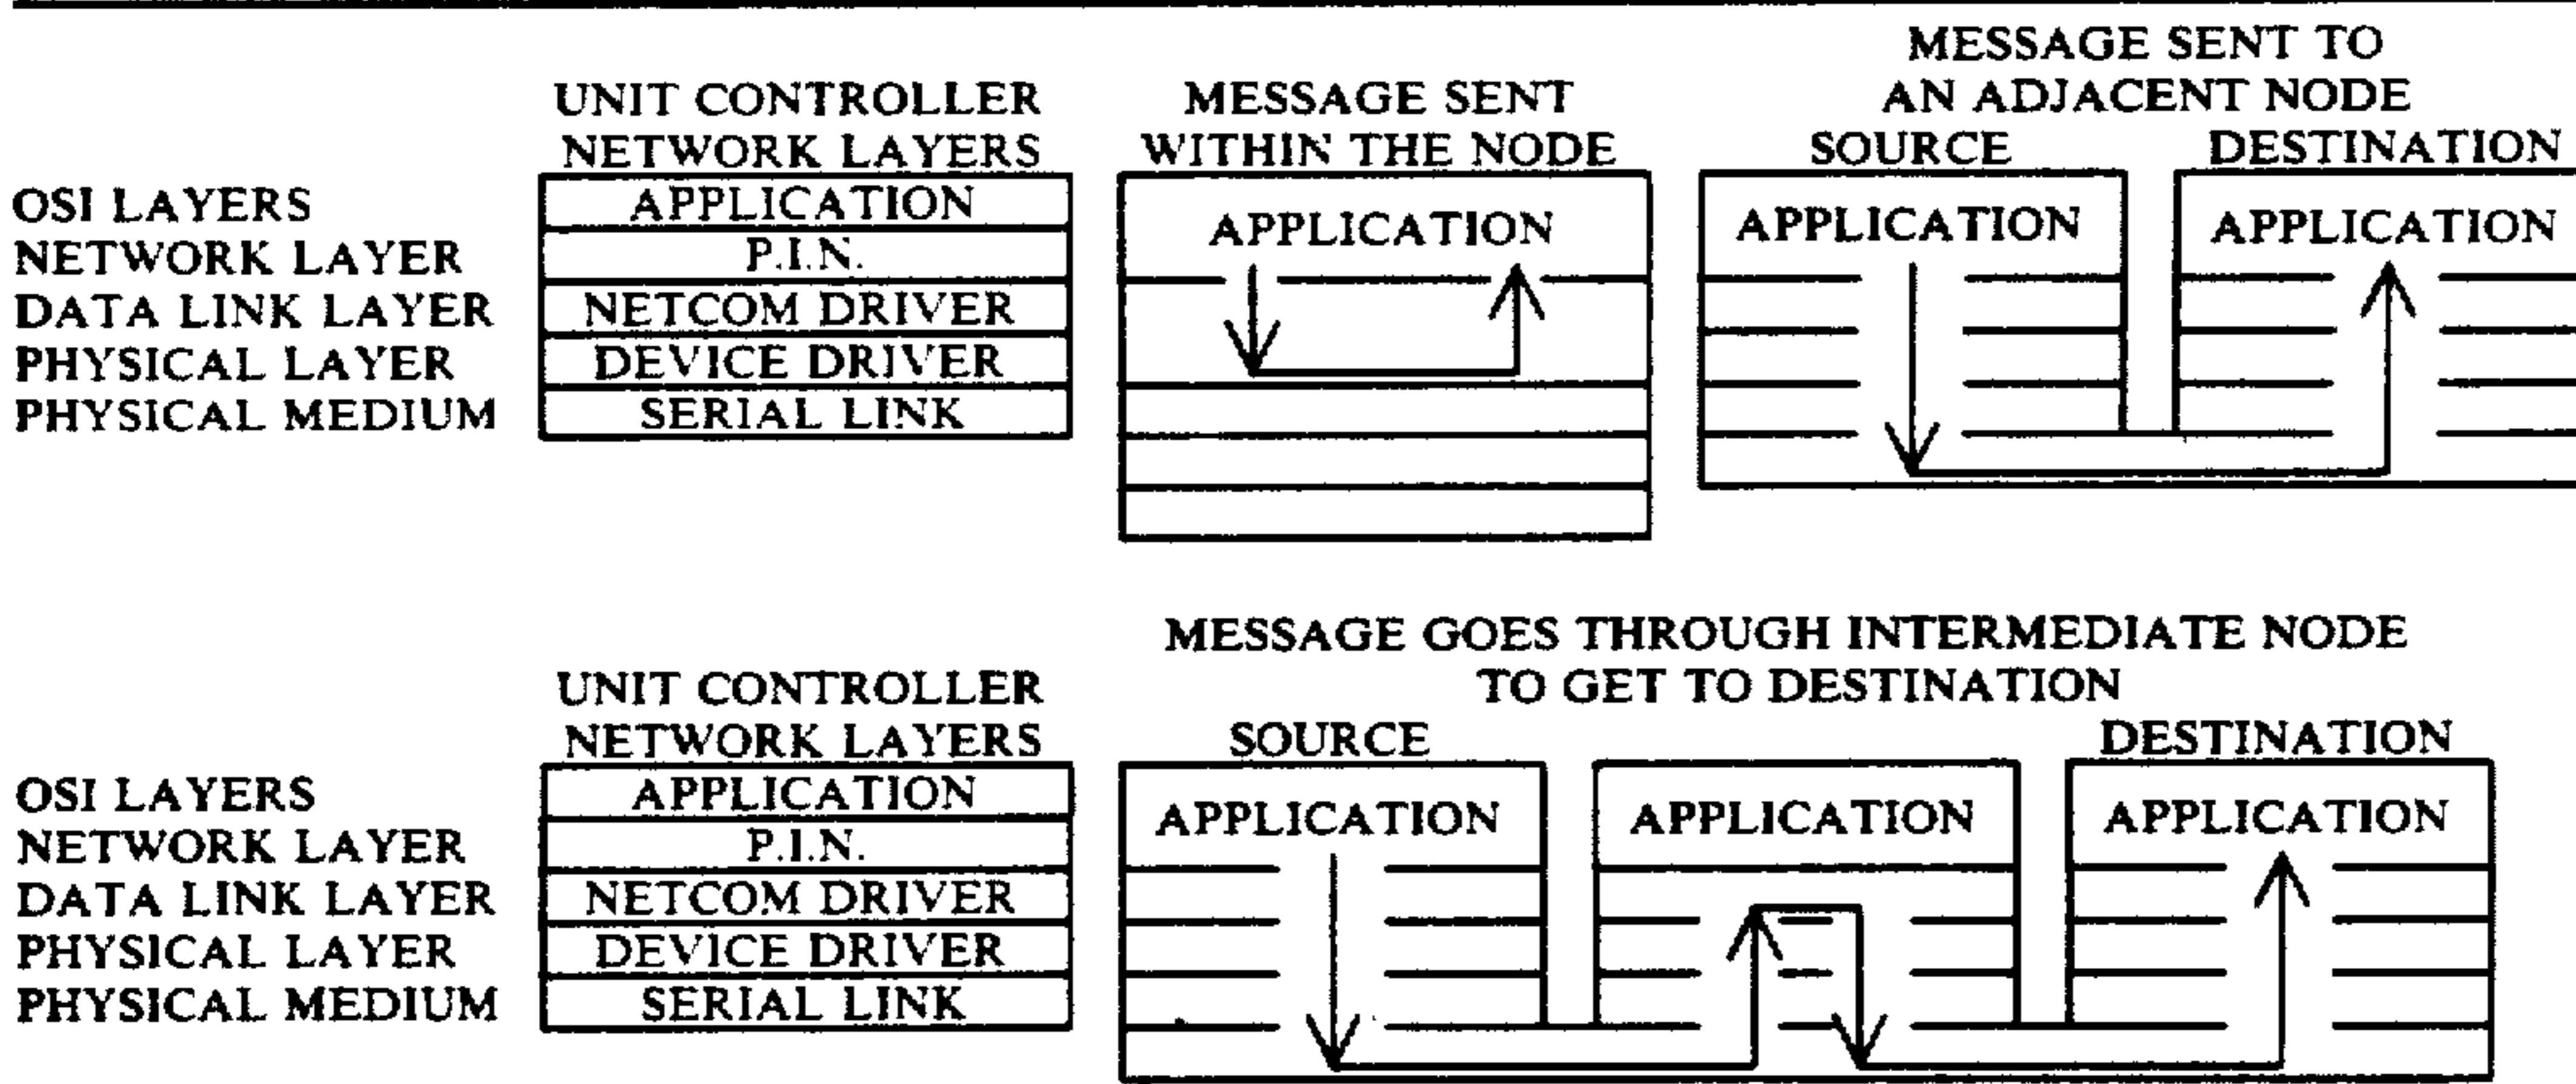 UNIT CONTROLLER
NETWORK LAYERS
OSI LAYERS
NETWORK LAYER
DATA LINK LAYER
PHYSICAL LAYER
PHYSICAL MEDIUM
APPLICATION
P.I.N.
NETCOM DRIVER
DEVICE DRIVER
SERIAL LINK
MESSAGE SENT
WITHIN THE NODE
APPLICATION
MESSAGE SENT TO
AN ADJACENT NODE
SOURCE
DESTINATION
APPLICATION
APPLICATION
UNIT CONTROLLER
NETWORK LAYERS
OSI LAYERS
NETWORK LAYER
DATA LINK LAYER
PHYSICAL LAYER
PHYSICAL MEDIUM
APPLICATION
P.I.N.
NETCOM DRIVER
DEVICE DRIVER
SERIAL LINK
MESSAGE GOES THROUGH INTERMEDIATE NODE
TO GET TO DESTINATION
SOURCE
DESTINATION
APPLICATION
APPLICATION
APPLICATION